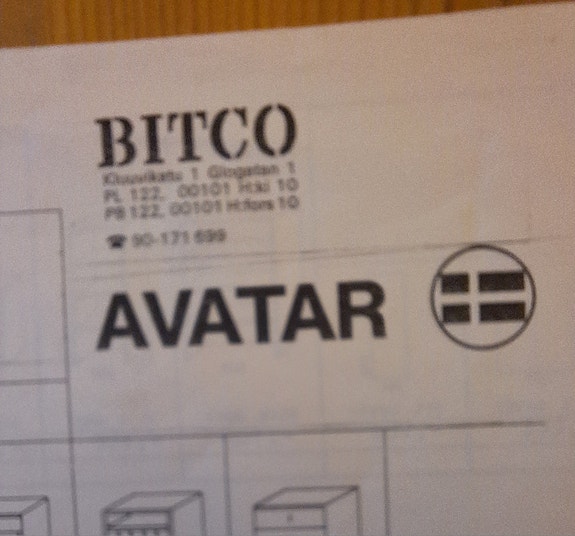 BITCO
Kluuvikatu 1 Glogatan 1
PL 122, 00101 H:ki 10
PB 122, 00101 H:fors 10
☎ 90-171 699
AVATAR